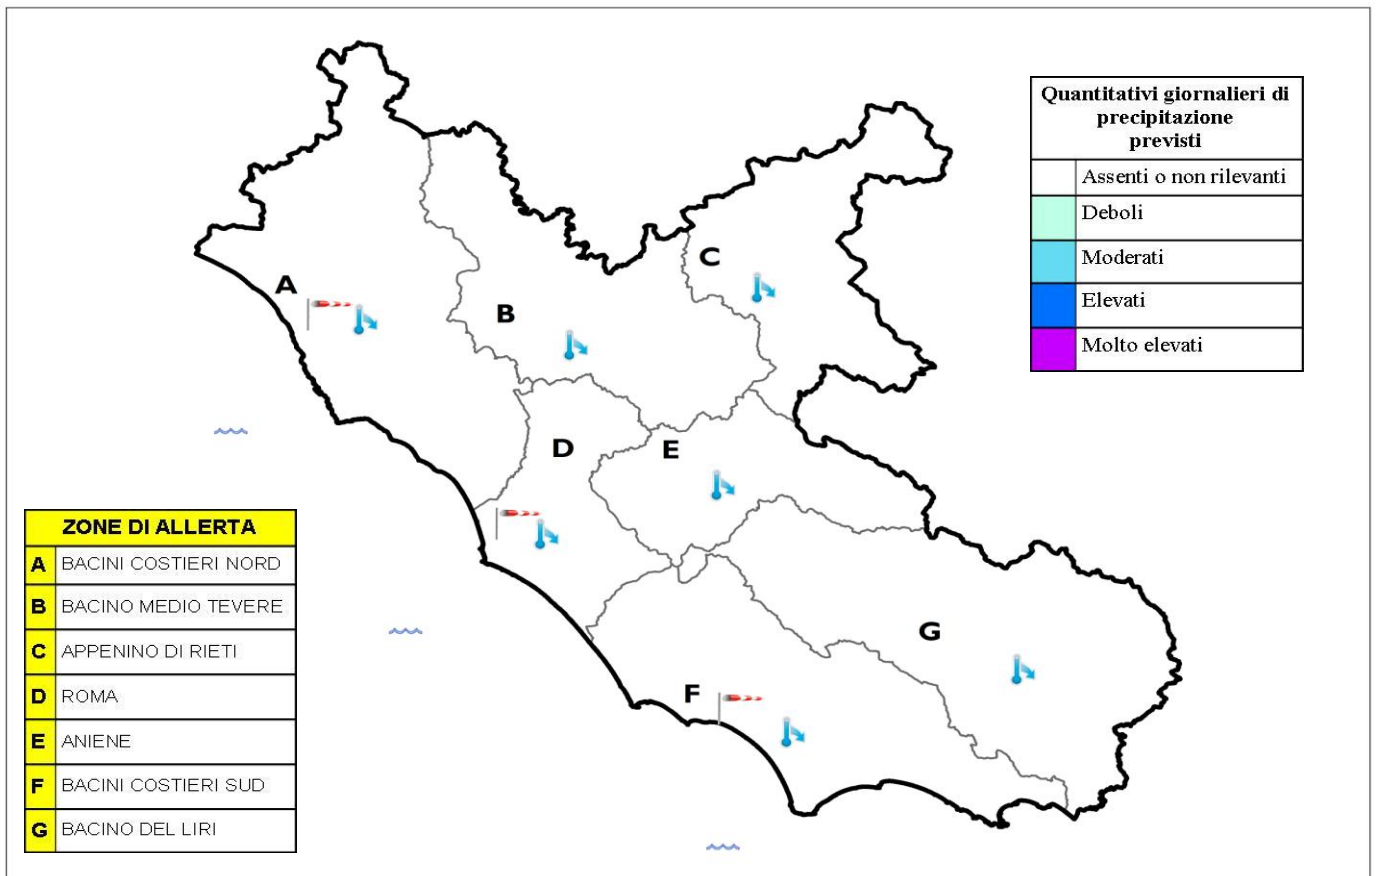 Quantitativi giornalieri di
precipitazione
previsti
Assenti o non rilevanti
Deboli
Moderati
Elevati
Molto elevati
A
B
C
D
E
F
G
ZONE DI ALLERTA
A BACINI COSTIERI NORD
B BACINO MEDIO TEVERE
C APPENINO DI RIETI
D ROMA
E ANIENE
F BACINI COSTIERI SUD
G BACINO DEL LIRI